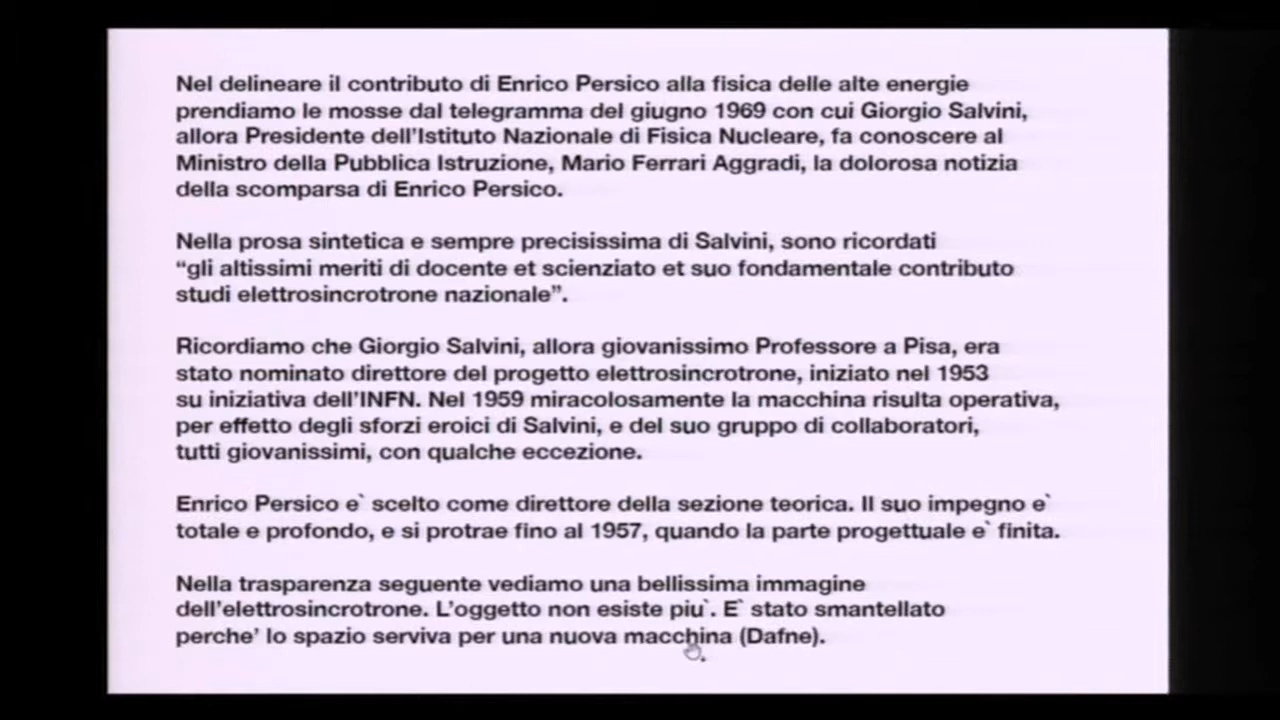 Nel delineare il contributo di Enrico Persico alla fisica delle alte energie
prendiamo le mosse dal telegramma del giugno 1969 con cui Giorgio Salvini,
allora Presidente dell'Istituto Nazionale di Fisica Nucleare, fa conoscere al
Ministro della Pubblica Istruzione, Mario Ferrari Aggradi, la dolorosa notizia
della scomparsa di Enrico Persico.
Nella prosa sintetica e sempre precisissima di Salvini, sono ricordati
“gli altissimi meriti di docente et scienziato et suo fondamentale contributo
studi elettrosincrotrone nazionale”.
Ricordiamo che Giorgio Salvini, allora giovanissimo Professore a Pisa, era
stato nominato direttore del progetto elettrosincrotrone, iniziato nel 1953
su iniziativa dell'INFN. Nel 1959 miracolosamente la macchina risulta operativa,
per effetto degli sforzi eroici di Salvini, e del suo gruppo di collaboratori,
tutti giovanissimi, con qualche eccezione.
Enrico Persico e` scelto come direttore della sezione teorica. Il suo impegno e`
totale e profondo, e si protrae fino al 1957, quando la parte progettuale e` finita.
Nella trasparenza seguente vediamo una bellissima immagine
dell'elettrosincrotrone. L'oggetto non esiste piu`. E` stato smantellato
perche' lo spazio serviva per una nuova macchina (Dafne).